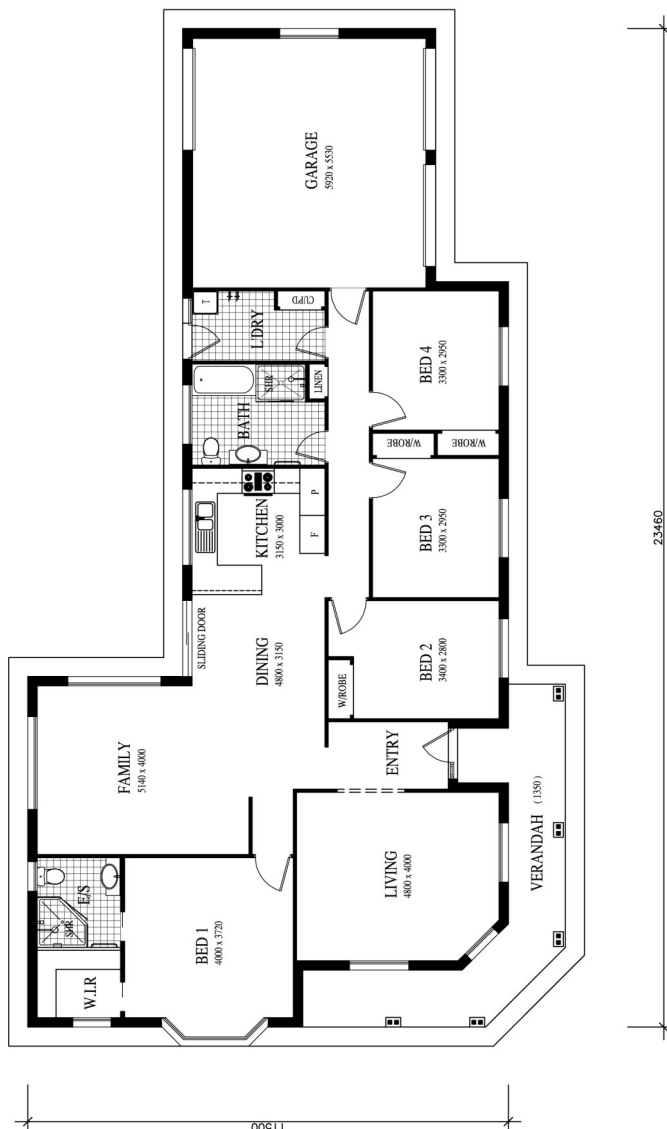 GARAGE
5920 x 5530
T
CUPD
L'DRY
BED 4
3300 x 2950
SHR
LINEN
BATH
W/ROBE
W/ROBE
KITCHEN
3150 x 3000
P
F
BED 3
3300 x 2950
23460
SLIDING DOOR
DINING
4800 x 3150
BED 2
3400 x 2800
W/ROBE
FAMILY
5140 x 4000
ENTRY
VERANDAH (1350)
E/S
SHR
LIVING
4800 x 4000
BED 1
4000 x 3720
W.I.R
11500